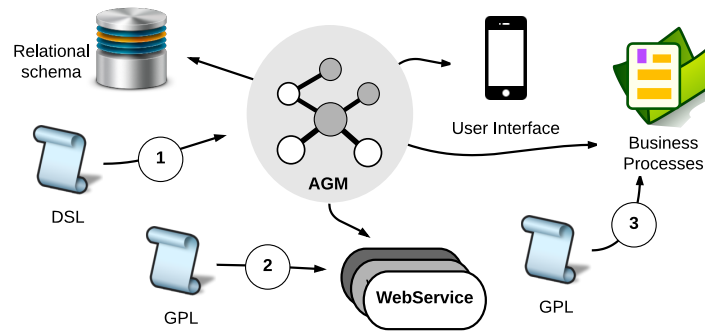 Relational
schema
User Interface
Business
Processes
1
AGM
DSL
3
2
WebService
GPL
GPL